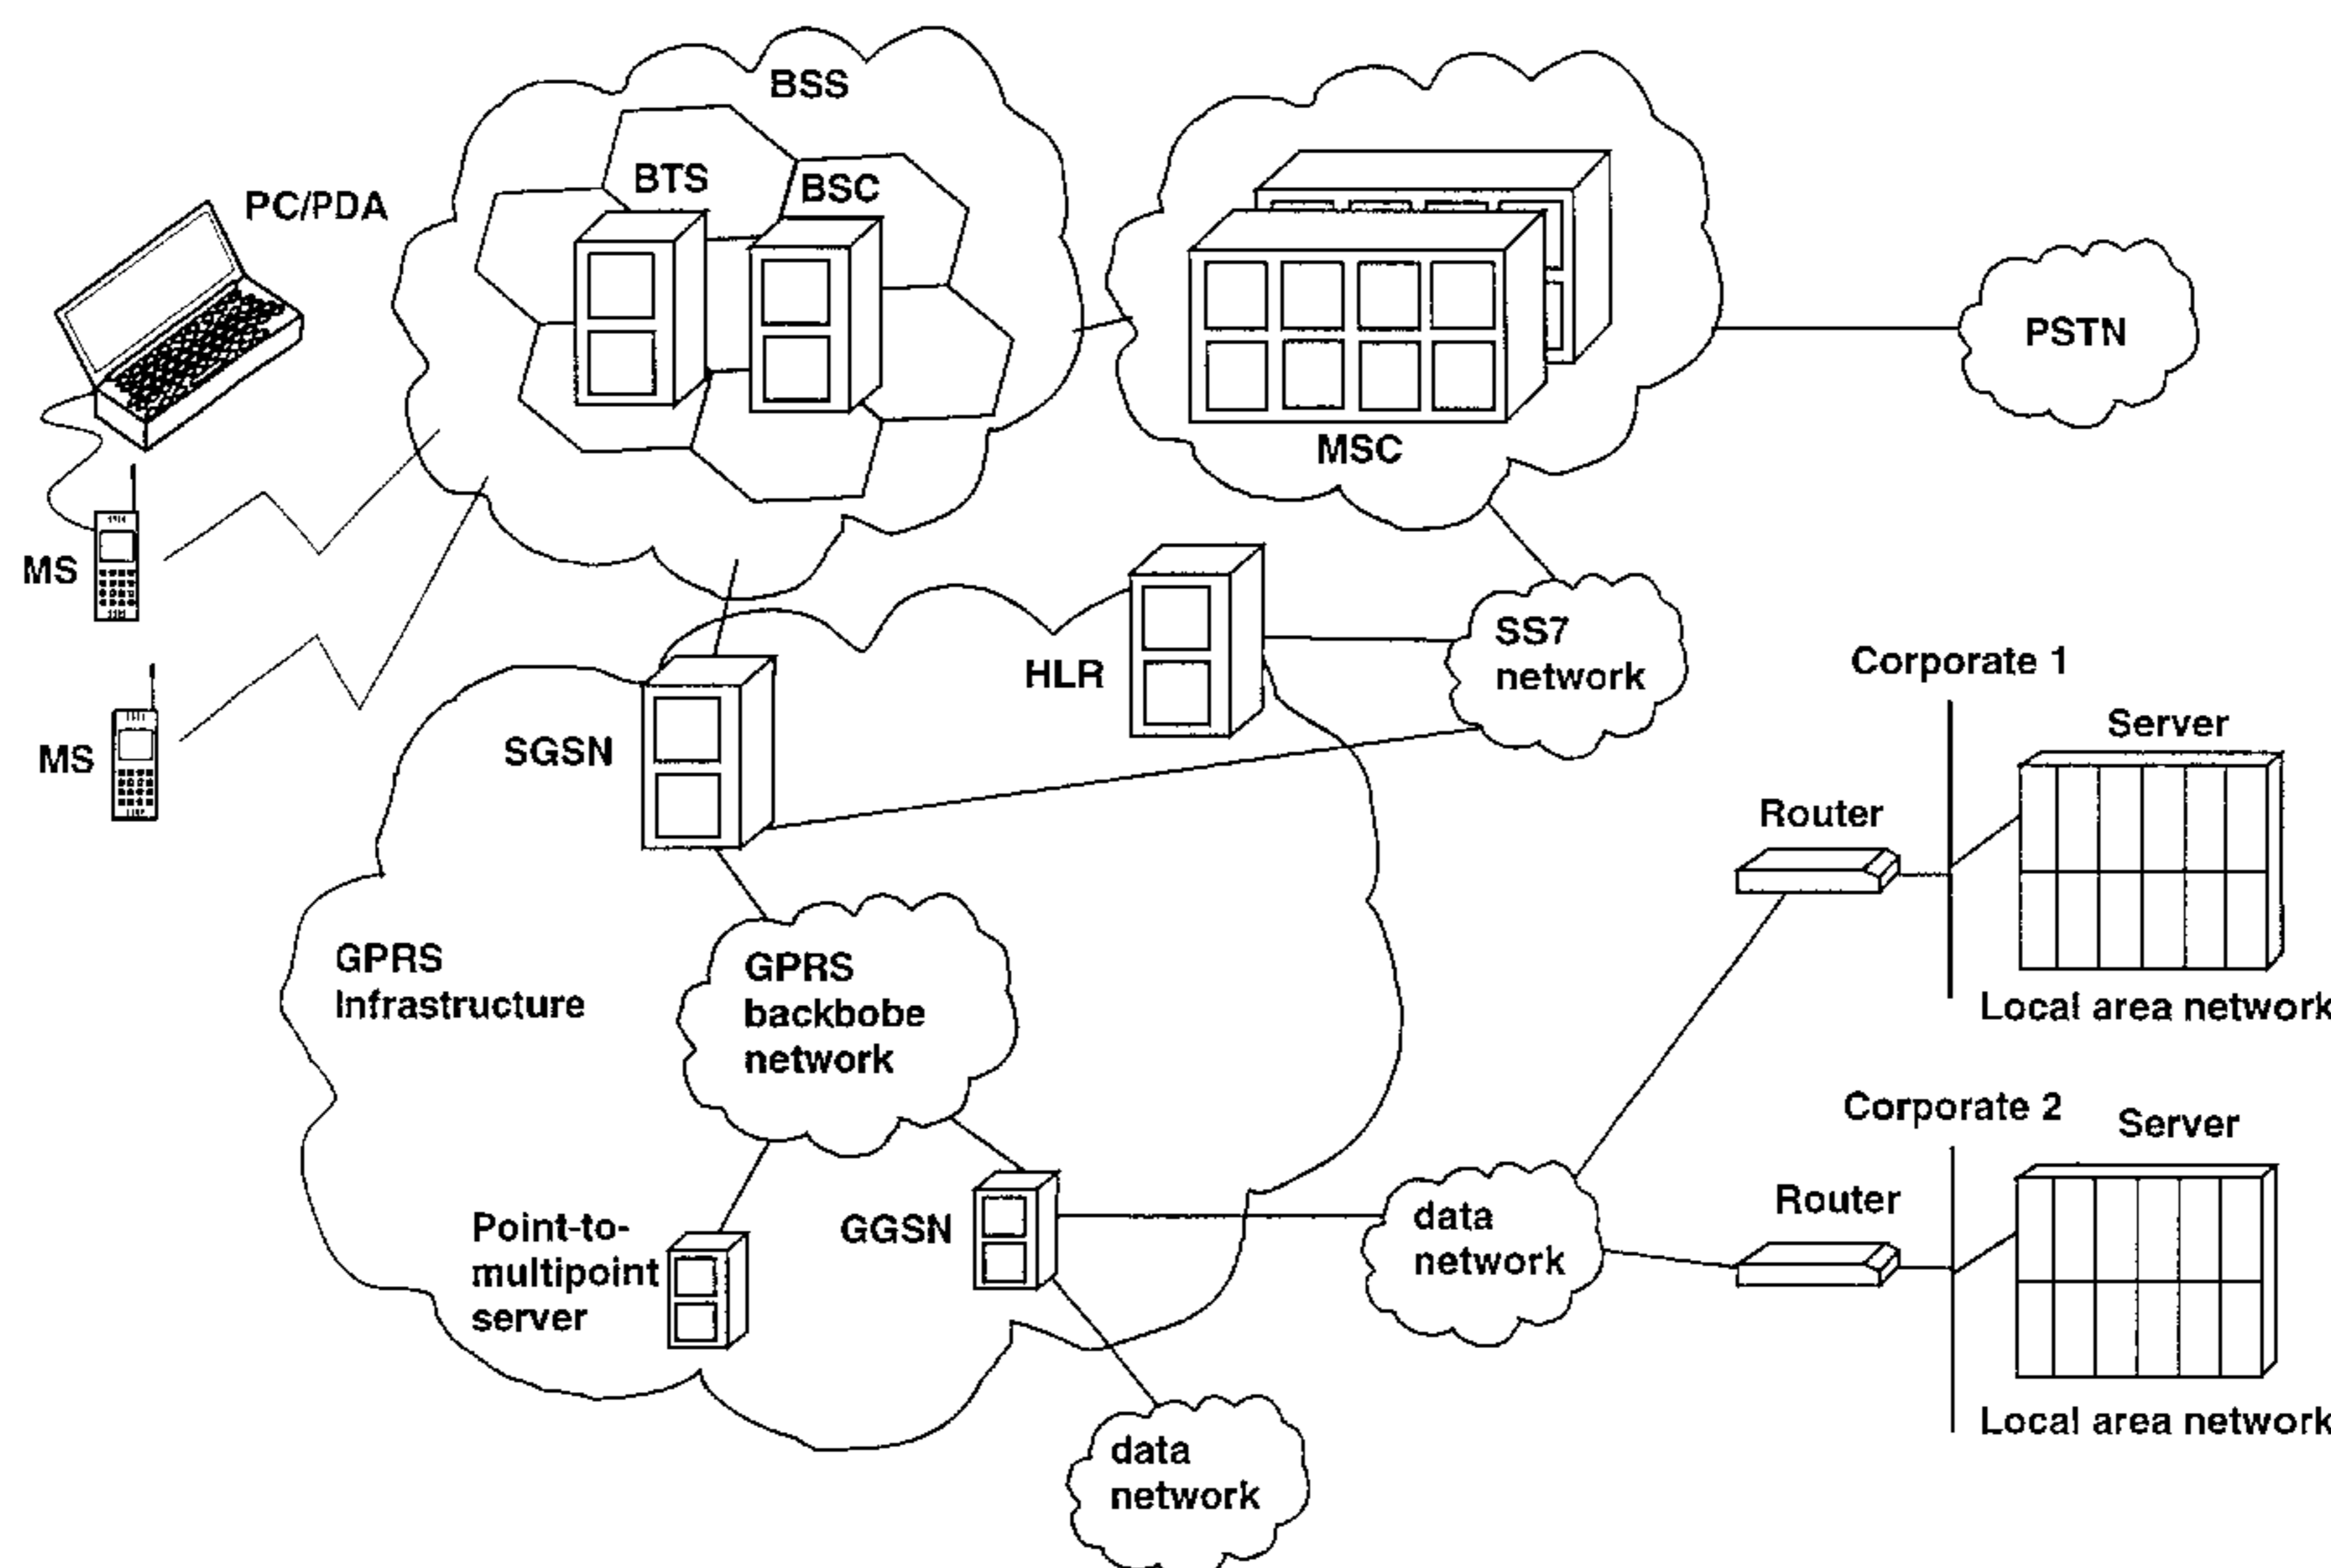 BSS
BTS
BSC
PC/PDA
PSTN
MSC
MS
SS7
network
HLR
Corporate 1
Server
SGSN
MS
Router
GPRS
Infrastructure
GPRS
backbobe
network
Local area network
Corporate 2
Server
Router
Point-to-
multipoint
server
GGSN
data
network
Local area network
data
network